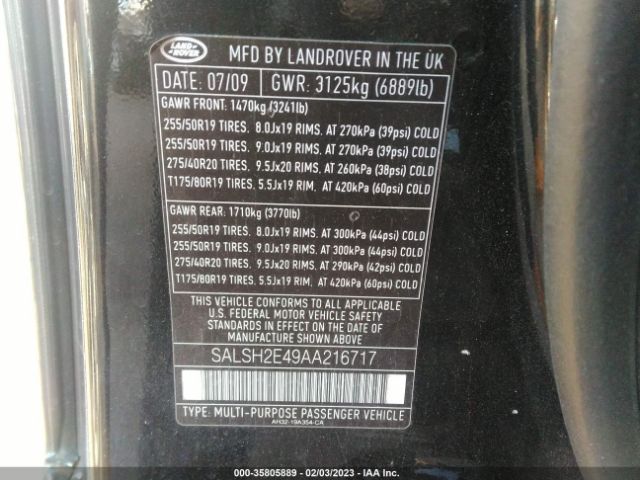 LAND ROVER
MFD BY LANDROVER IN THE UK
DATE: 07/09 GWR: 3125kg (6889lb)
GAWR FRONT: 1470kg (3241lb)
255/50R19 TIRES, 8.0Jx19 RIMS, AT 270kPa (39psi) COLD
255/50R19 TIRES, 9.0Jx19 RIMS, AT 270kPa (39psi) COLD
275/40R20 TIRES, 9.5Jx20 RIMS, AT 260kPa (38psi) COLD
T175/80R19 TIRES, 5.5Jx19 RIM, AT 420kPa (60psi) COLD
GAWR REAR: 1710kg (3770lb)
255/50R19 TIRES, 8.0Jx19 RIMS, AT 300kPa (44psi) COLD
255/50R19 TIRES, 9.0Jx19 RIMS, AT 300kPa (44psi) COLD
275/40R20 TIRES, 9.5Jx20 RIMS, AT 290kPa (42psi) COLD
T175/80R19 TIRES, 5.5Jx19 RIM, AT 420kPa (60psi) COLD
THIS VEHICLE CONFORMS TO ALL APPLICABLE
U.S. FEDERAL MOTOR VEHICLE SAFETY
STANDARDS IN EFFECT ON THE DATE OF
MANUFACTURE SHOWN ABOVE
SALSH2E49AA216717
TYPE: MULTI-PURPOSE PASSENGER VEHICLE
AH32-19A354-CA
000-35805889 - 02/03/2023 - IAA Inc.